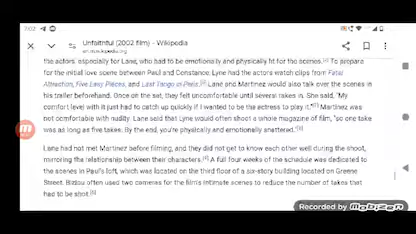 2:02
Unfaithful (2002 film) - Wikipedia
en.m.wikipedia.org
the actors, especially for Lane, who had to be emotionally and physically fit for the scenes. To prepare
for the initial love scene between Paul and Constance, Lyne had the actors watch clips from Fatal
Attraction, Five Easy Pieces, and Last Tango in Paris. Lane and Martinez would also talk over the scenes in
his trailer beforehand. Once on the set, they felt uncomfortable until several takes in. She said, "My
comfort level with it just had to catch up quickly if I wanted to be the actress to play it." Martinez was
not comfortable with nudity. Lane said that Lyne would often shoot a whole magazine of film, "so one take
was as long as five takes. By the end, you're physically and emotionally shattered."
Lane had not met Martinez before filming, and they did not get to know each other well during the shoot,
mirroring the relationship between their characters. A full four weeks of the schedule was dedicated to
the scenes in Paul's loft, which was located on the third floor of a six-story building located on Greene
Street. Biziou often used two cameras for the film's intimate scenes to reduce the number of takes that
had to be shot.
Recorded by
Mobizen